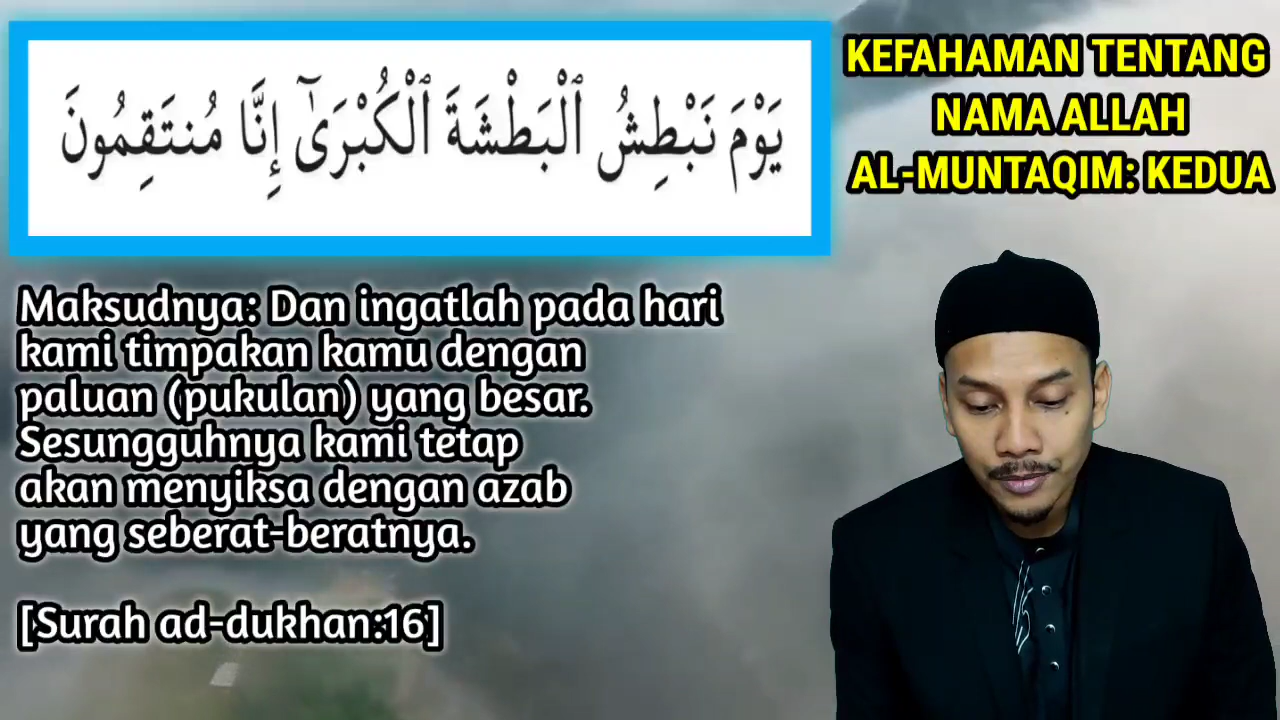 يَوْمَ نَبْطِشُ ٱلْبَطْشَةَ ٱلْكُبْرَىٰٓ إِنَّا مُنتَقِمُونَ
KEFAHAMAN TENTANG
NAMA ALLAH
AL-MUNTAQIM: KEDUA
Maksudnya: Dan ingatlah pada hari
kami timpakan kamu dengan
paluan (pukulan) yang besar.
Sesungguhnya kami tetap
akan menyiksa dengan azab
yang seberat-beratnya.
[Surah ad-dukhan:16]